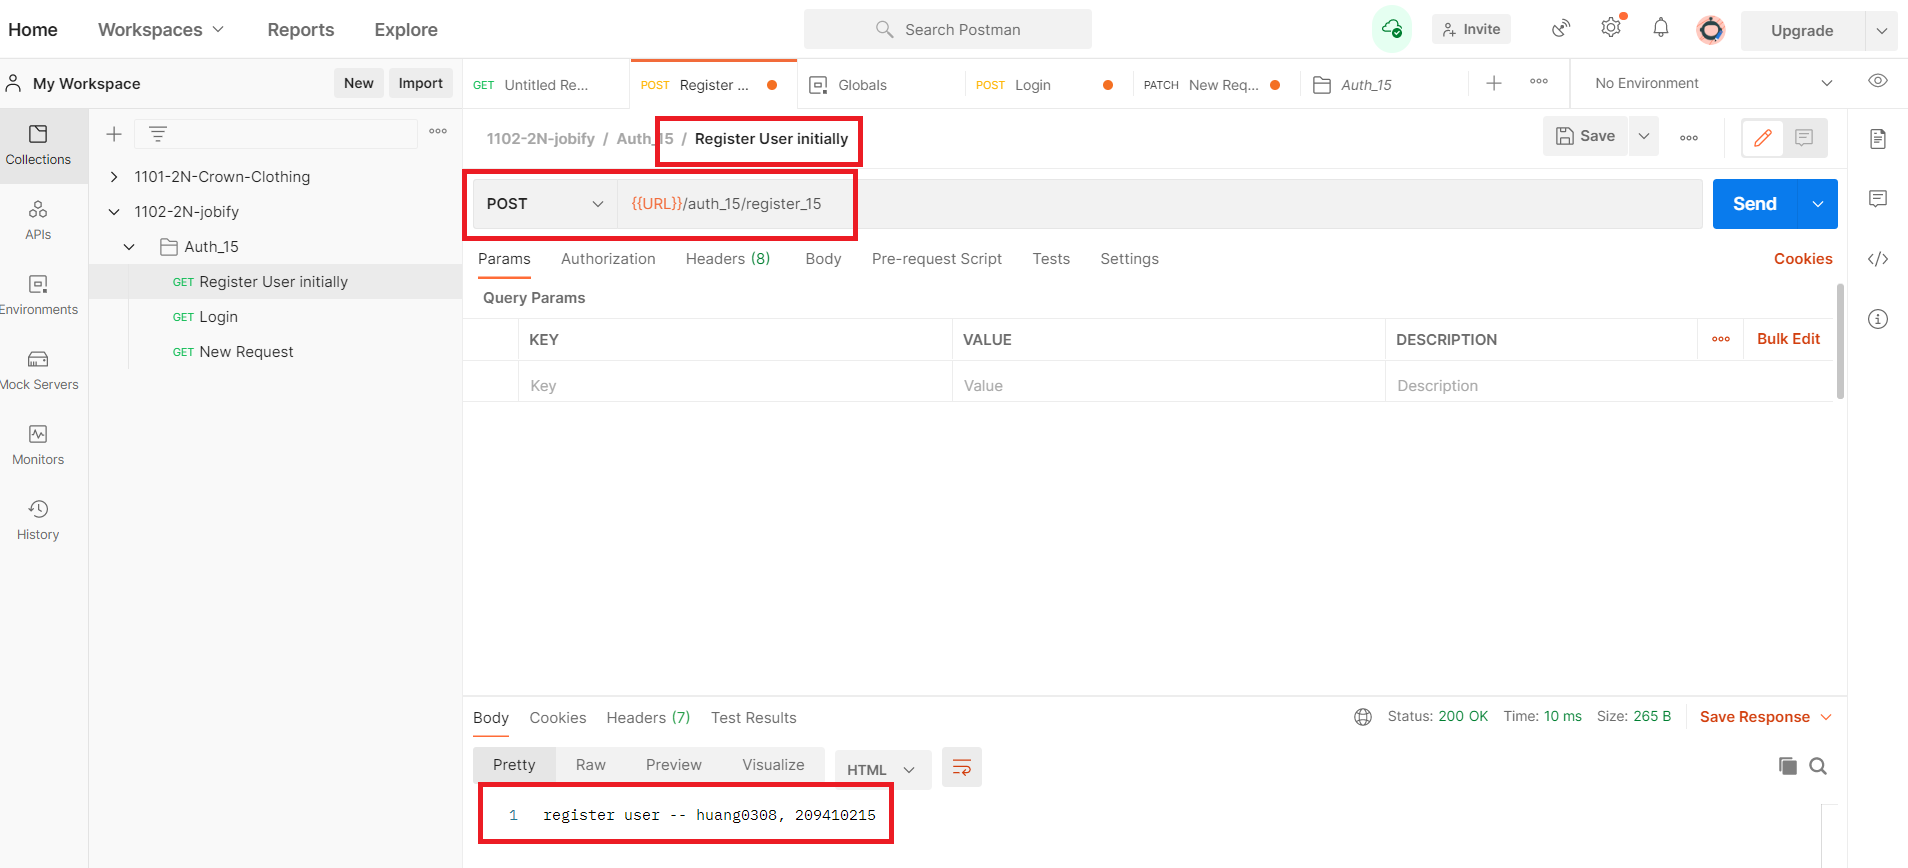 Home Workspaces Reports Explore Search Postman Invite Upgrade
My Workspace New Import GET Untitled Re... POST Register ... Globals POST Login PATCH New Req... Auth_15 No Environment
Collections
APIs
Environments
Mock Servers
Monitors
History
1101-2N-Crown-Clothing
1102-2N-jobify
Auth_15
GET Register User initially
GET Login
GET New Request
1102-2N-jobify / Auth_15 / Register User initially Save
POST {{URL}}/auth_15/register_15 Send
Params Authorization Headers (8) Body Pre-request Script Tests Settings Cookies
Query Params
KEY VALUE DESCRIPTION Bulk Edit
Key Value Description
Body Cookies Headers (7) Test Results Status: 200 OK Time: 10 ms Size: 265 B Save Response
Pretty Raw Preview Visualize HTML
1 register user -- huang0308, 209410215